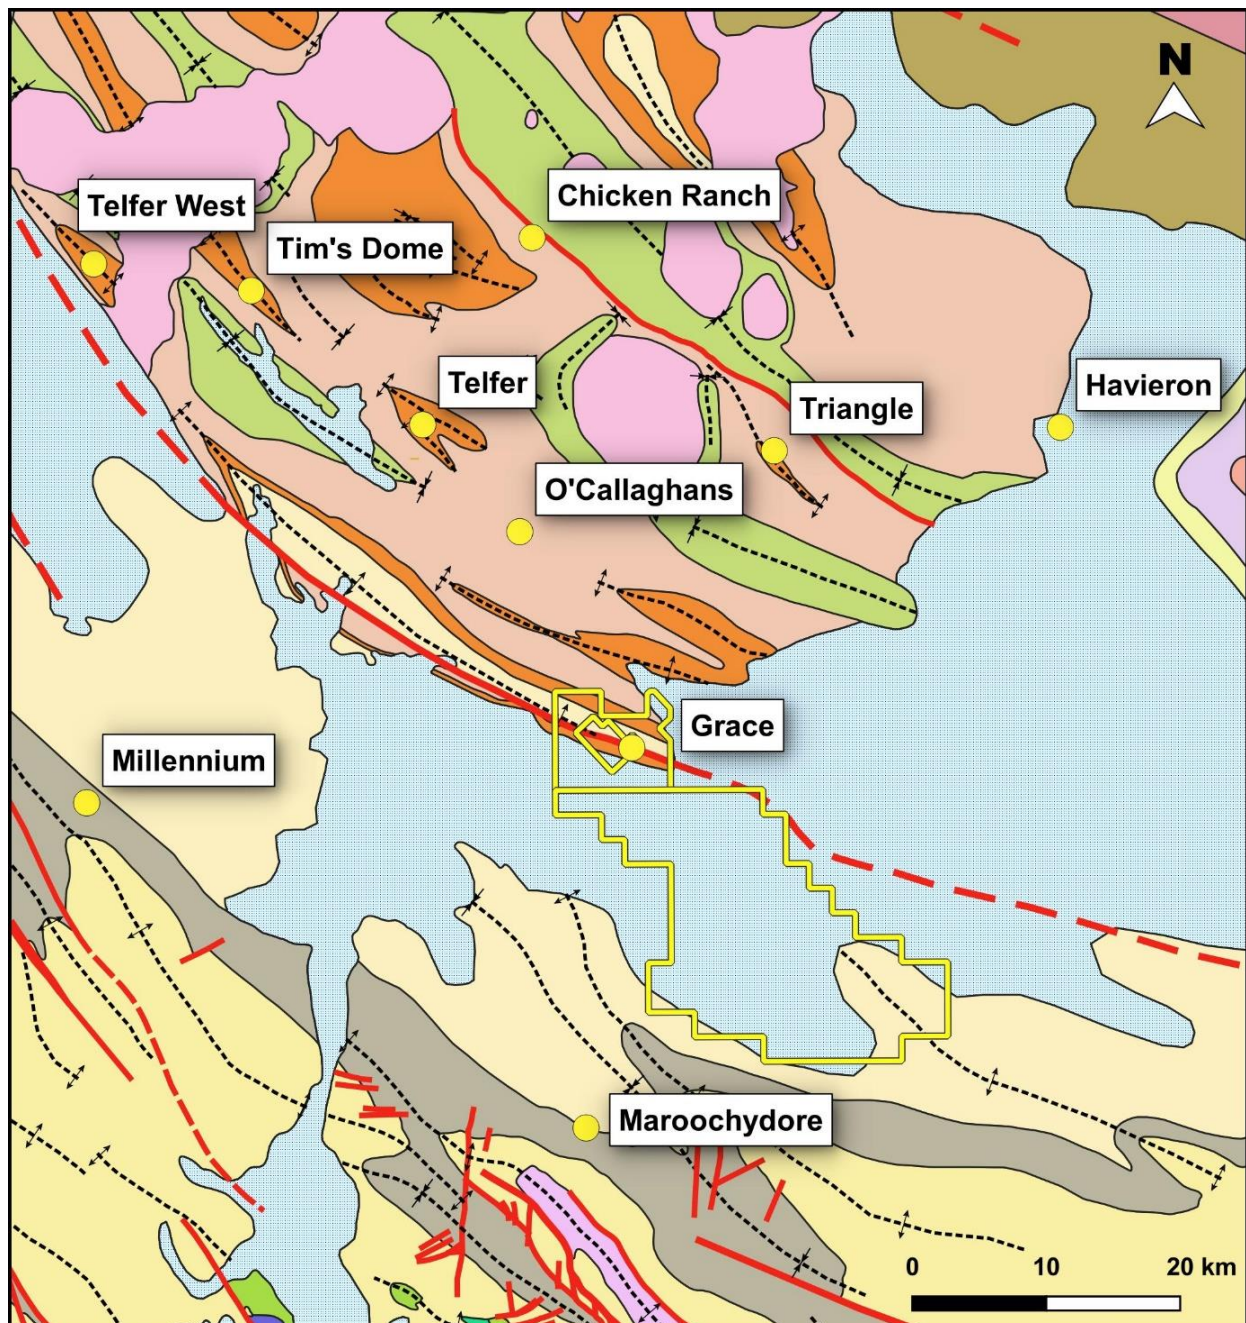 N
Chicken Ranch
Telfer West
Tim's Dome
Telfer
Havieron
Triangle
O'Callaghans
Grace
Millennium
Maroochydore
0 10 20 km